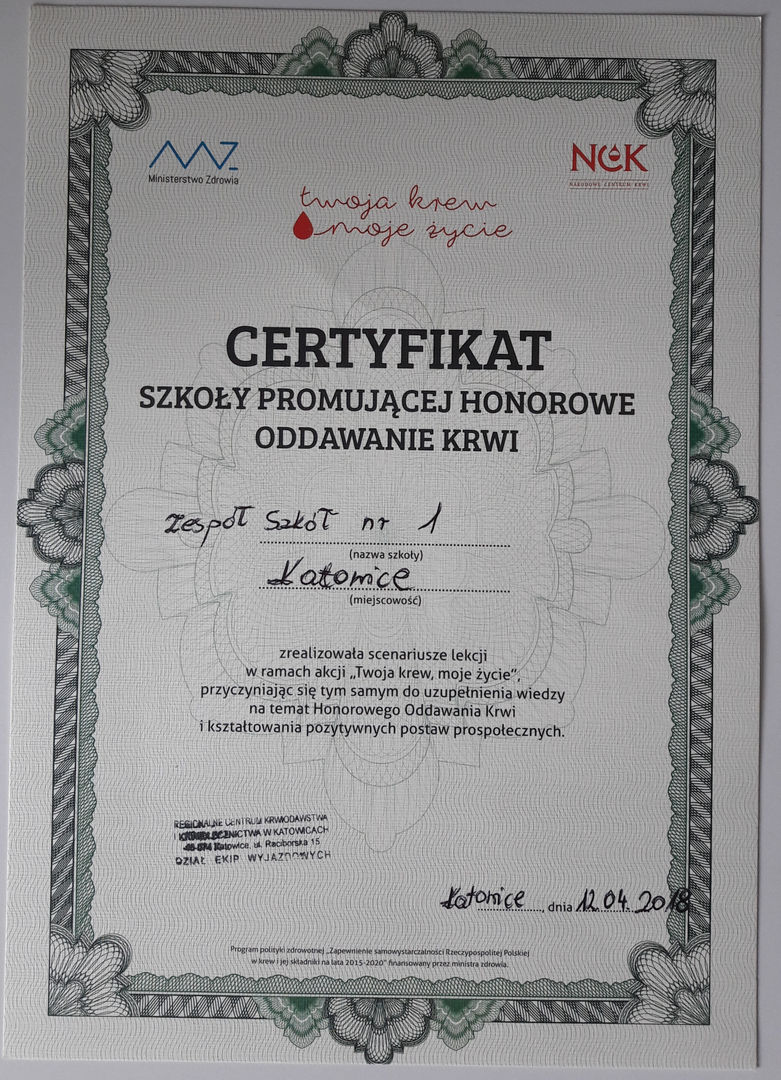 Ministerstwo Zdrowia
NCK
NARODOWE CENTRUM KRWI
twoja krew
moje życie
CERTYFIKAT
SZKOŁY PROMUJĄCEJ HONOROWE
ODDAWANIE KRWI
Zespół Szkół nr 1
(nazwa szkoły)
Katowice
(miejscowość)
zrealizowała scenariusze lekcji
w ramach akcji „Twoja krew, moje życie”,
przyczyniając się tym samym do uzupełnienia wiedzy
na temat Honorowego Oddawania Krwi
i kształtowania pozytywnych postaw prospołecznych.
REGIONALNE CENTRUM KRWIODAWSTWA
I KRWIOLECZNICTWA W KATOWICACH
40-074 Katowice, ul. Raciborska 15
DZIAŁ EKIP WYJAZDOWYCH
Katowice, dnia 12.04.2018
Program polityki zdrowotnej „Zapewnienie samowystarczalności Rzeczypospolitej Polskiej
w krew i jej składniki na lata 2015-2020” finansowany przez ministra zdrowia.